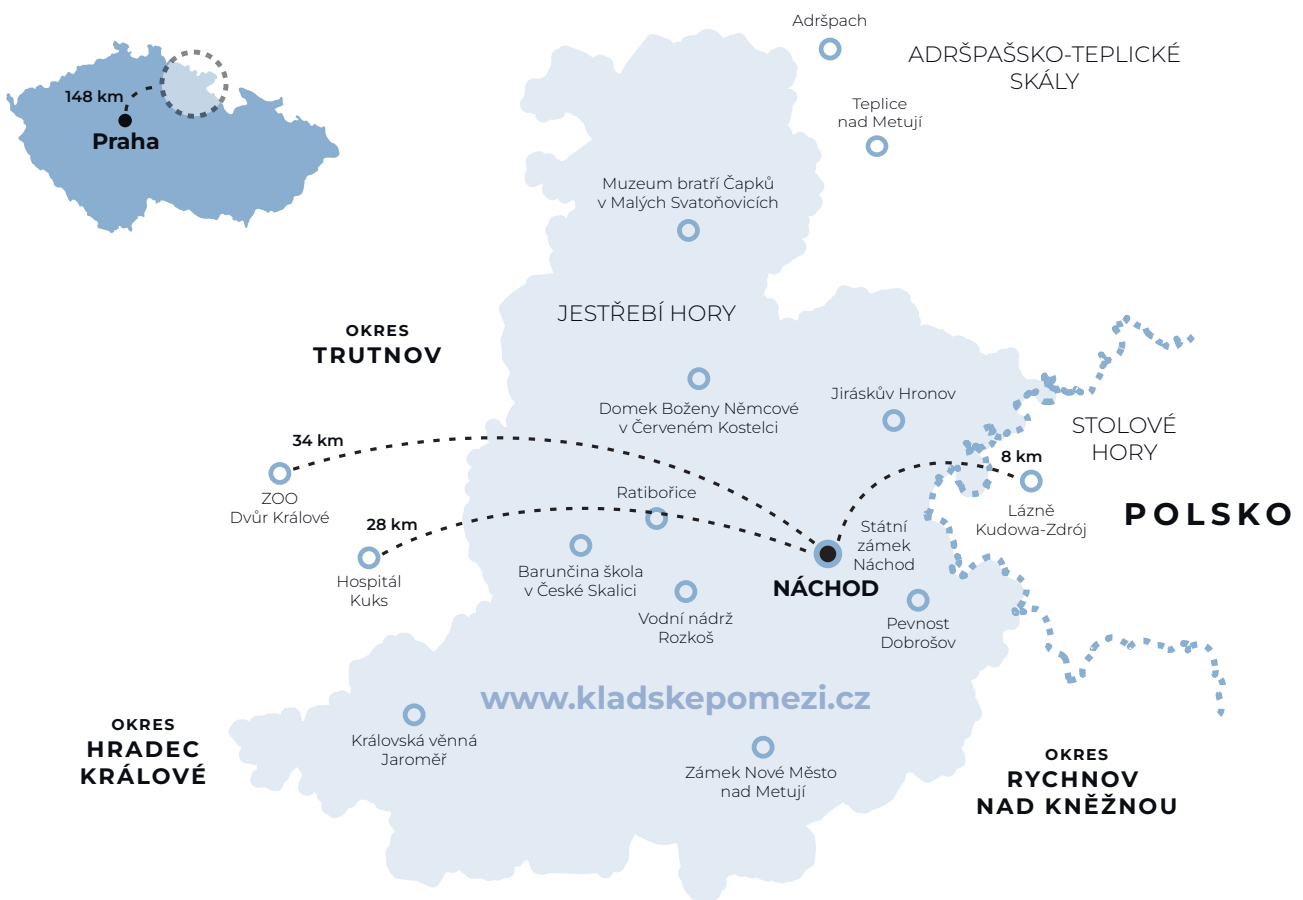 Adršpach
ADRŠPAŠSKO-TEPLICKÉ
SKÁLY
148 km
Praha
Teplice
nad Metují
Muzeum bratří Čapků
v Malých Svatoňovicích
JESTŘEBÍ HORY
OKRES
TRUTNOV
Domek Boženy Němcové
v Červeném Kostelci
Jiráskův Hronov
STOLOVÉ
HORY
34 km
8 km
ZOO
Dvůr Králové
Ratibořice
Lázně
Kudowa-Zdrój
POLSKO
28 km
Státní
zámek
Náchod
Hospitál
Kuks
Barunčina škola
v České Skalici
NÁCHOD
Vodní nádrž
Rozkoš
Pevnost
Dobrošov
www.kladskepomezi.cz
OKRES
HRADEC
KRÁLOVÉ
Královská věnná
Jaroměř
Zámek Nové Město
nad Metují
OKRES
RYCHNOV
NAD KNĚŽNOU